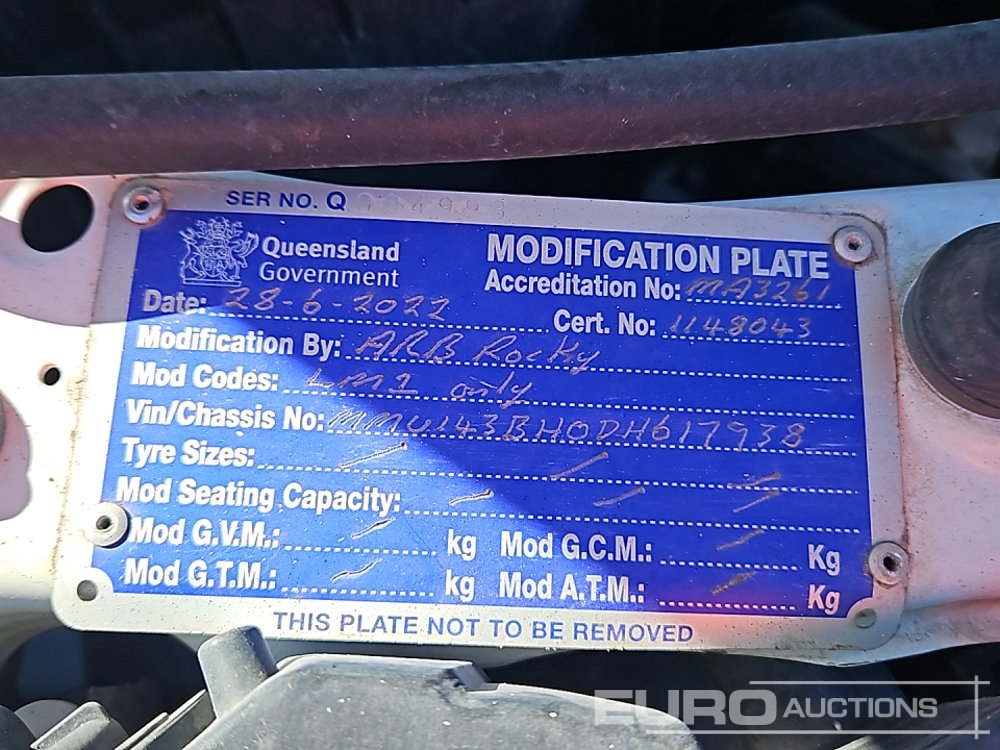 SER NO. Q
Queensland
Government
MODIFICATION PLATE
Accreditation No: MA3261
Date: 28-6-2022
Cert. No: 1148043
Modification By: ARB Rocky
Mod Codes: LM1 only
Vin/Chassis No: MMU143BH0DH617938
Tyre Sizes:
Mod Seating Capacity:
Mod G.V.M.: kg Mod G.C.M.: Kg
Mod G.T.M.: kg Mod A.T.M.: Kg
THIS PLATE NOT TO BE REMOVED
EURO AUCTIONS